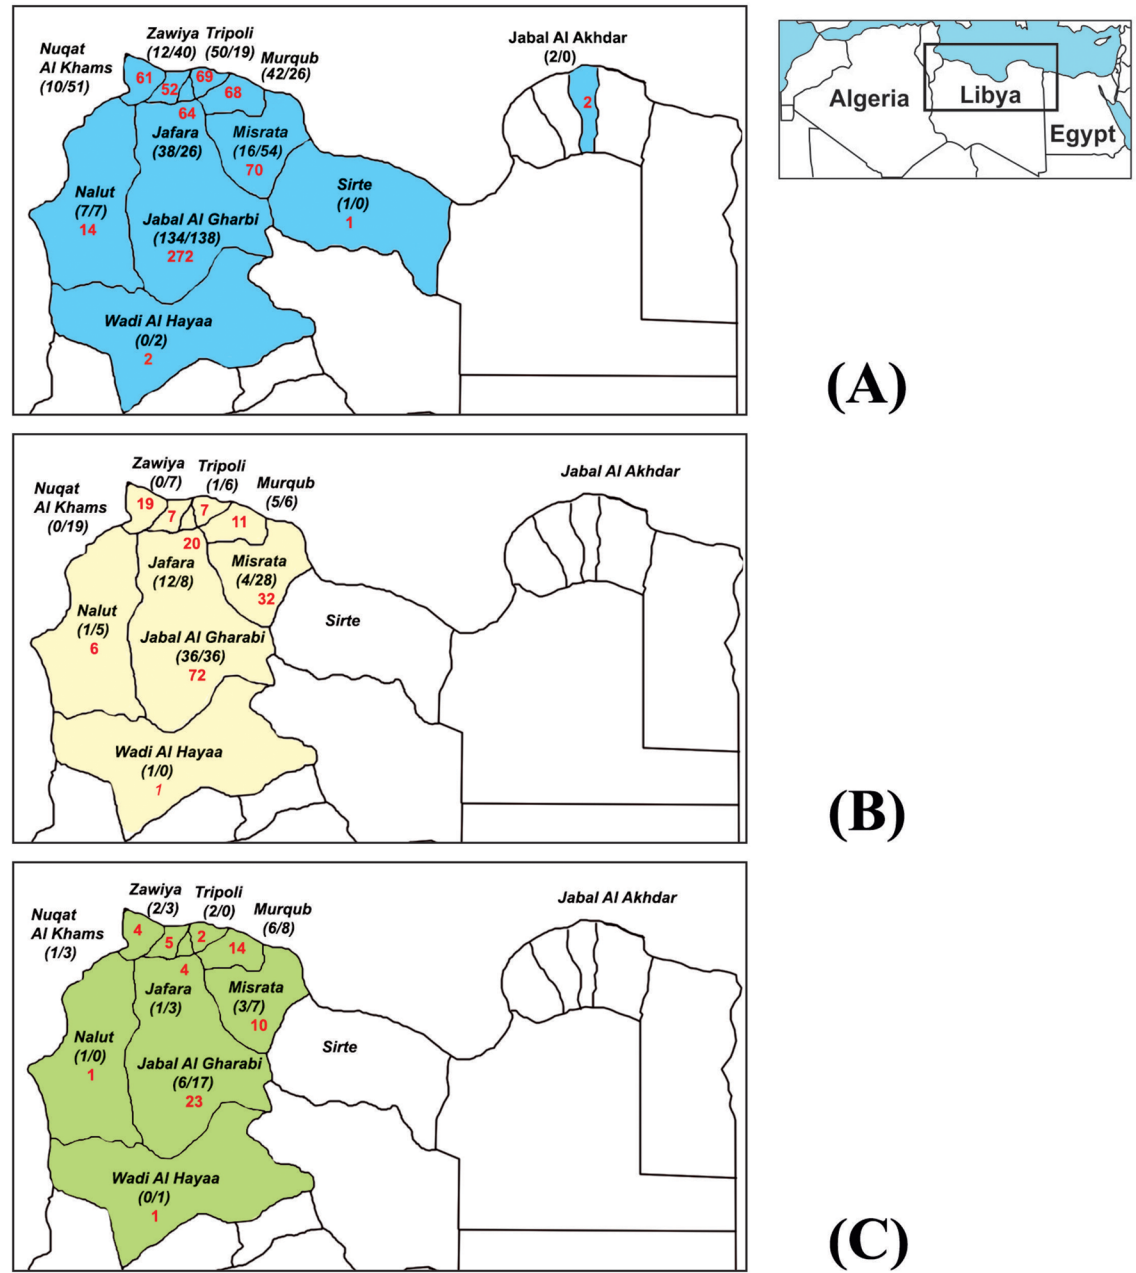 Zawiya
(12/40)
Tripoli
(50/19)
Murqub
(42/26)
Nuqat
Al Khams
(10/51)
Jabal Al Akhdar
(2/0)
61
52
69
68
64
2
Jafara
(38/26)
Misrata
(16/54)
70
Nalut
(7/7)
14
Sirte
(1/0)
1
Jabal Al Gharbi
(134/138)
272
Wadi Al Hayaa
(0/2)
2
Algeria
Libya
Egypt
(A)
Zawiya
(0/7)
Tripoli
(1/6)
Murqub
(5/6)
Nuqat
Al Khams
(0/19)
Jabal Al Akhdar
19
7
7
11
20
Jafara
(12/8)
Misrata
(4/28)
32
Nalut
(1/5)
6
Sirte
Jabal Al Gharabi
(36/36)
72
Wadi Al Hayaa
(1/0)
1
(B)
Zawiya
(2/3)
Tripoli
(2/0)
Murqub
(6/8)
Nuqat
Al Khams
(1/3)
Jabal Al Akhdar
4
5
2
14
4
Jafara
(1/3)
Misrata
(3/7)
10
Nalut
(1/0)
1
Sirte
Jabal Al Gharabi
(6/17)
23
Wadi Al Hayaa
(0/1)
1
(C)